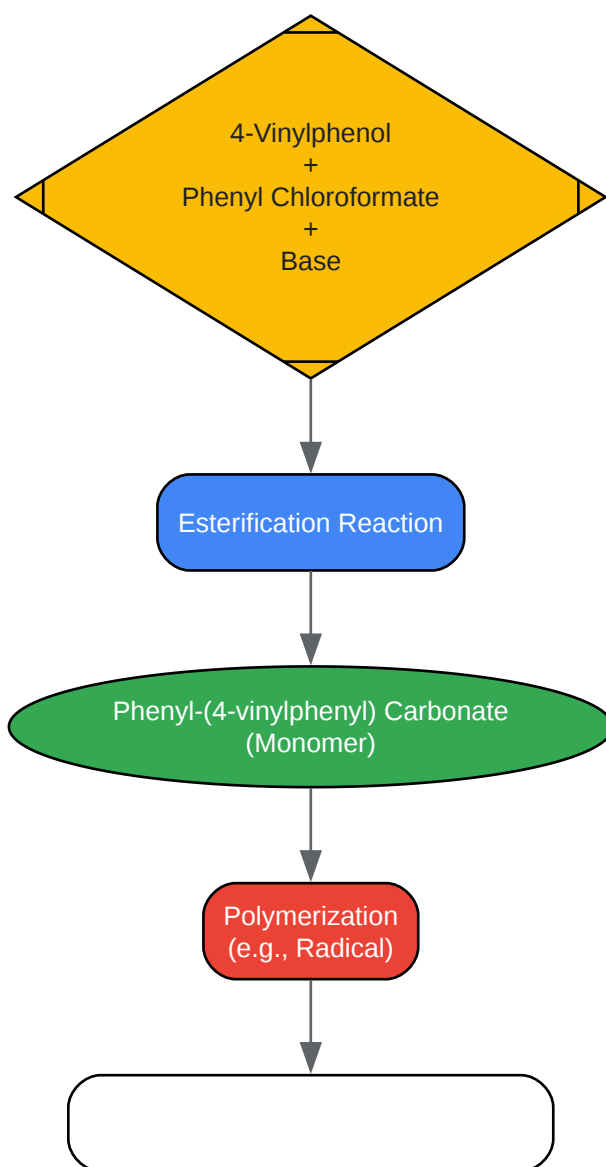 4-Vinylphenol
+
Phenyl Chloroformate
+
Base
Esterification Reaction
Phenyl-(4-vinylphenyl) Carbonate
(Monomer)
Polymerization
(e.g., Radical)